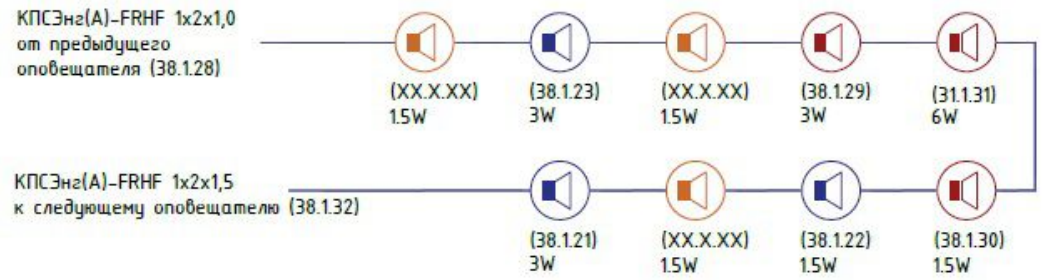 КПСЭнг(А)-FRHF 1x2x1,0
от предыдущего
оповещателя (38.1.28)
(XX.X.XX)
1.5W
(38.1.23)
3W
(XX.X.XX)
1.5W
(38.1.29)
3W
(31.1.31)
6W
КПСЭнг(А)-FRHF 1x2x1,5
к следующему оповещателю (38.1.32)
(38.1.21)
3W
(XX.X.XX)
1.5W
(38.1.22)
1.5W
(38.1.30)
1.5W